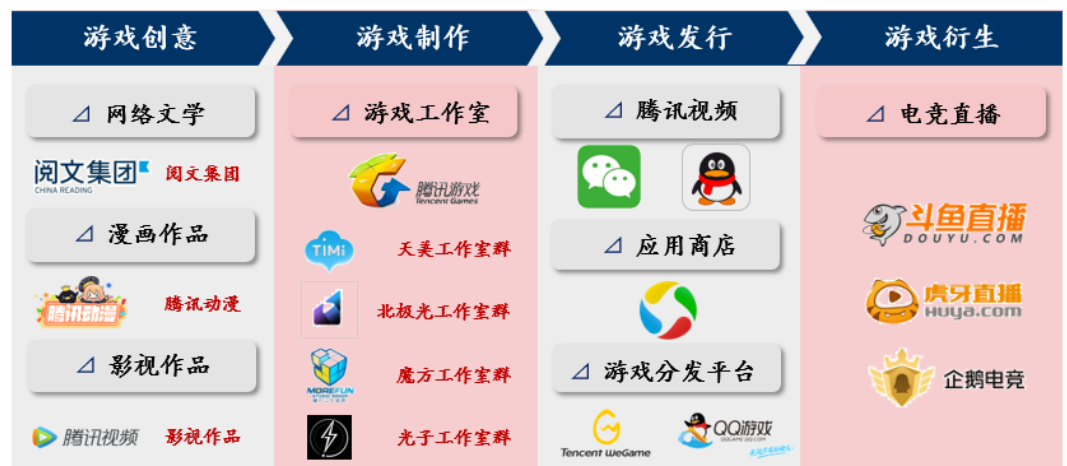 游戏创意
游戏制作
游戏发行
游戏衍生
网络文学
阅文集团
CHINA READING
阅文集团
漫画作品
腾讯动漫
腾讯动漫
影视作品
腾讯视频
影视作品
游戏工作室
腾讯游戏
Tencent Games
TiMi
天美工作室群
北极光工作室群
MOREFUN
魔方工作室群
光子工作室群
腾讯视频
应用商店
游戏分发平台
Tencent WeGame
QQ游戏
QQGAME.QQ.COM
电竞直播
斗鱼直播
DOUYU.COM
虎牙直播
HUYA.com
企鹅电竞